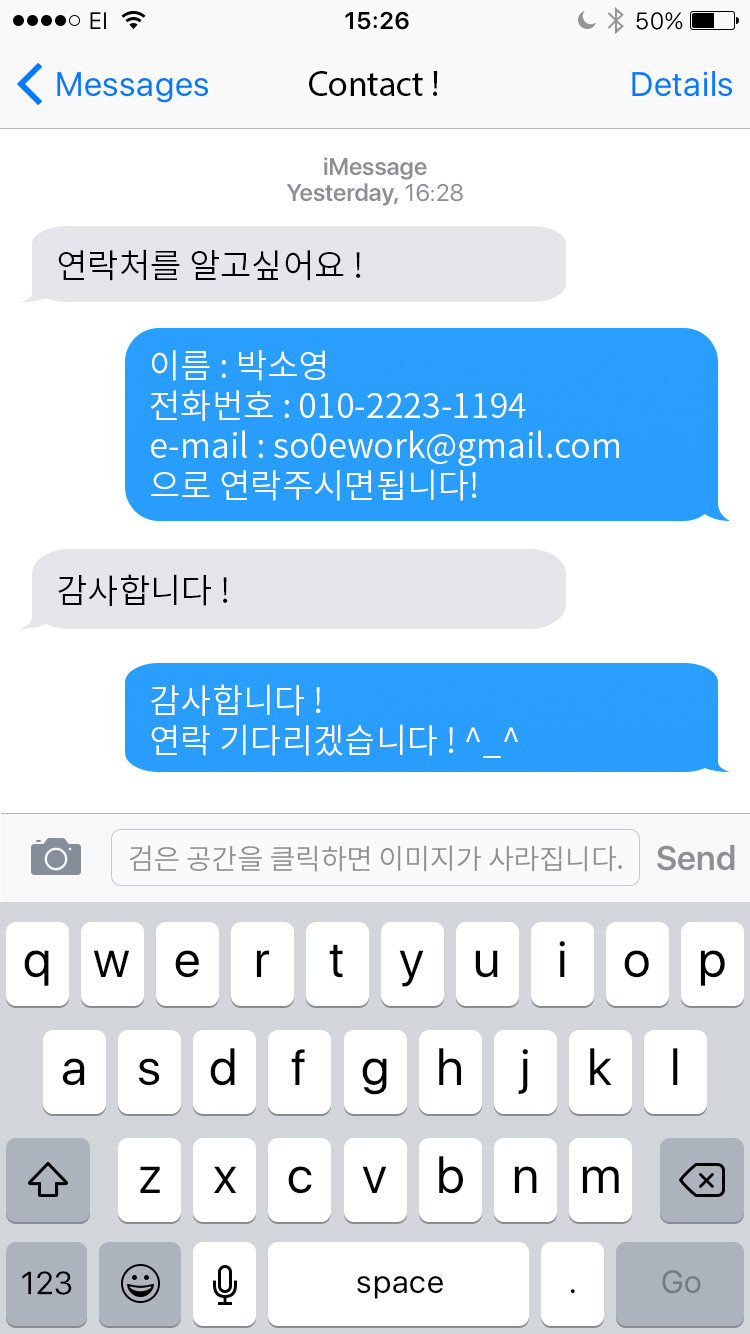 EI 15:26 50%
Messages Contact ! Details
iMessage
Yesterday, 16:28
연락처를 알고싶어요 !
이름 : 박소영
전화번호 : 010-2223-1194
e-mail : so0ework@gmail.com
으로 연락주시면됩니다!
감사합니다 !
감사합니다 !
연락 기다리겠습니다 ! ^_^
검은 공간을 클릭하면 이미지가 사라집니다. Send
q w e r t y u i o p
a s d f g h j k l
z x c v b n m
123 space . Go